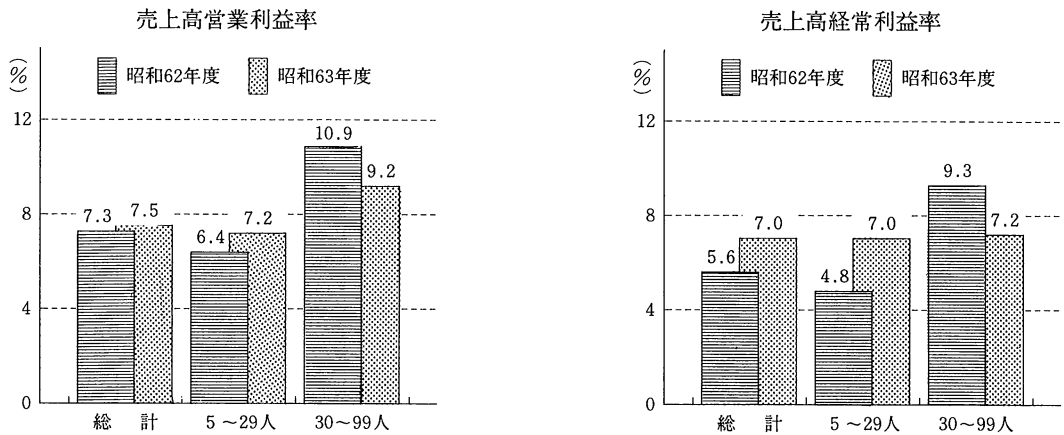 売上高営業利益率
(%)
昭和62年度 昭和63年度
12
8
4
0
7.3 7.5 6.4 7.2 10.9 9.2
総 計 5~29人 30~99人
売上高経常利益率
(%)
昭和62年度 昭和63年度
12
8
4
0
5.6 7.0 4.8 7.0 9.3 7.2
総 計 5~29人 30~99人